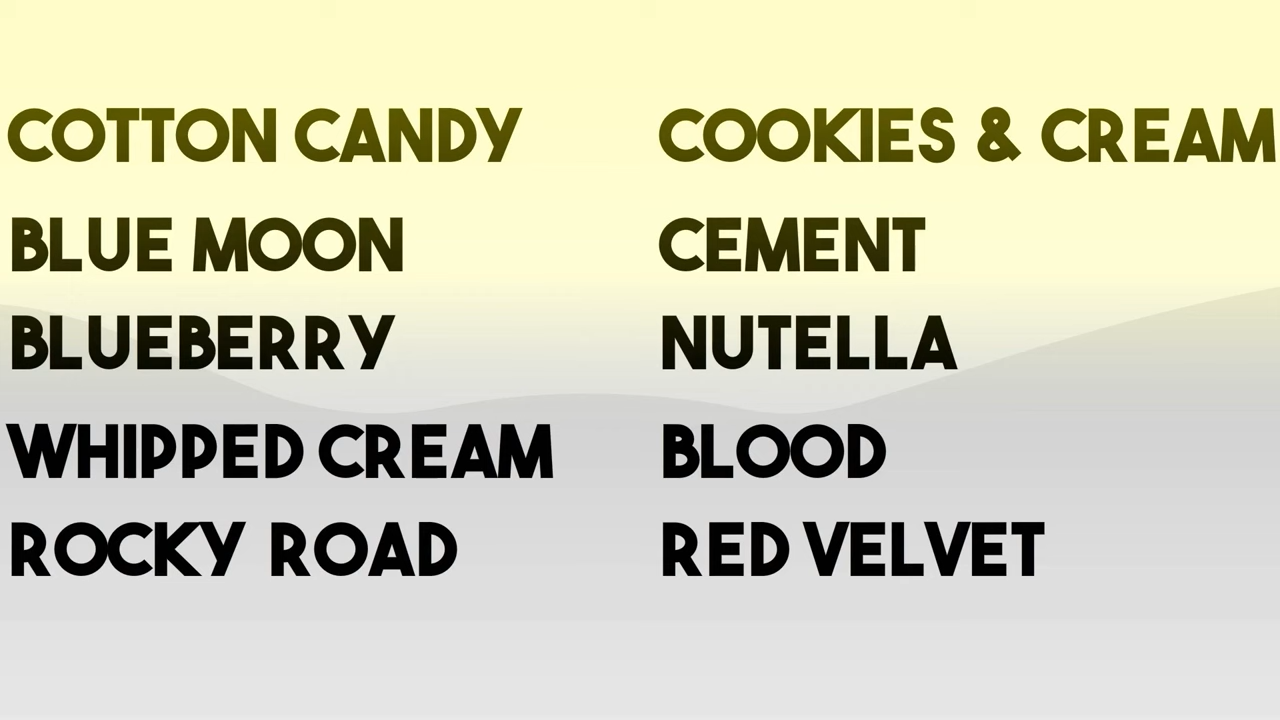 COTTON CANDY
BLUE MOON
BLUEBERRY
WHIPPED CREAM
ROCKY ROAD
COOKIES & CREAM
CEMENT
NUTELLA
BLOOD
RED VELVET